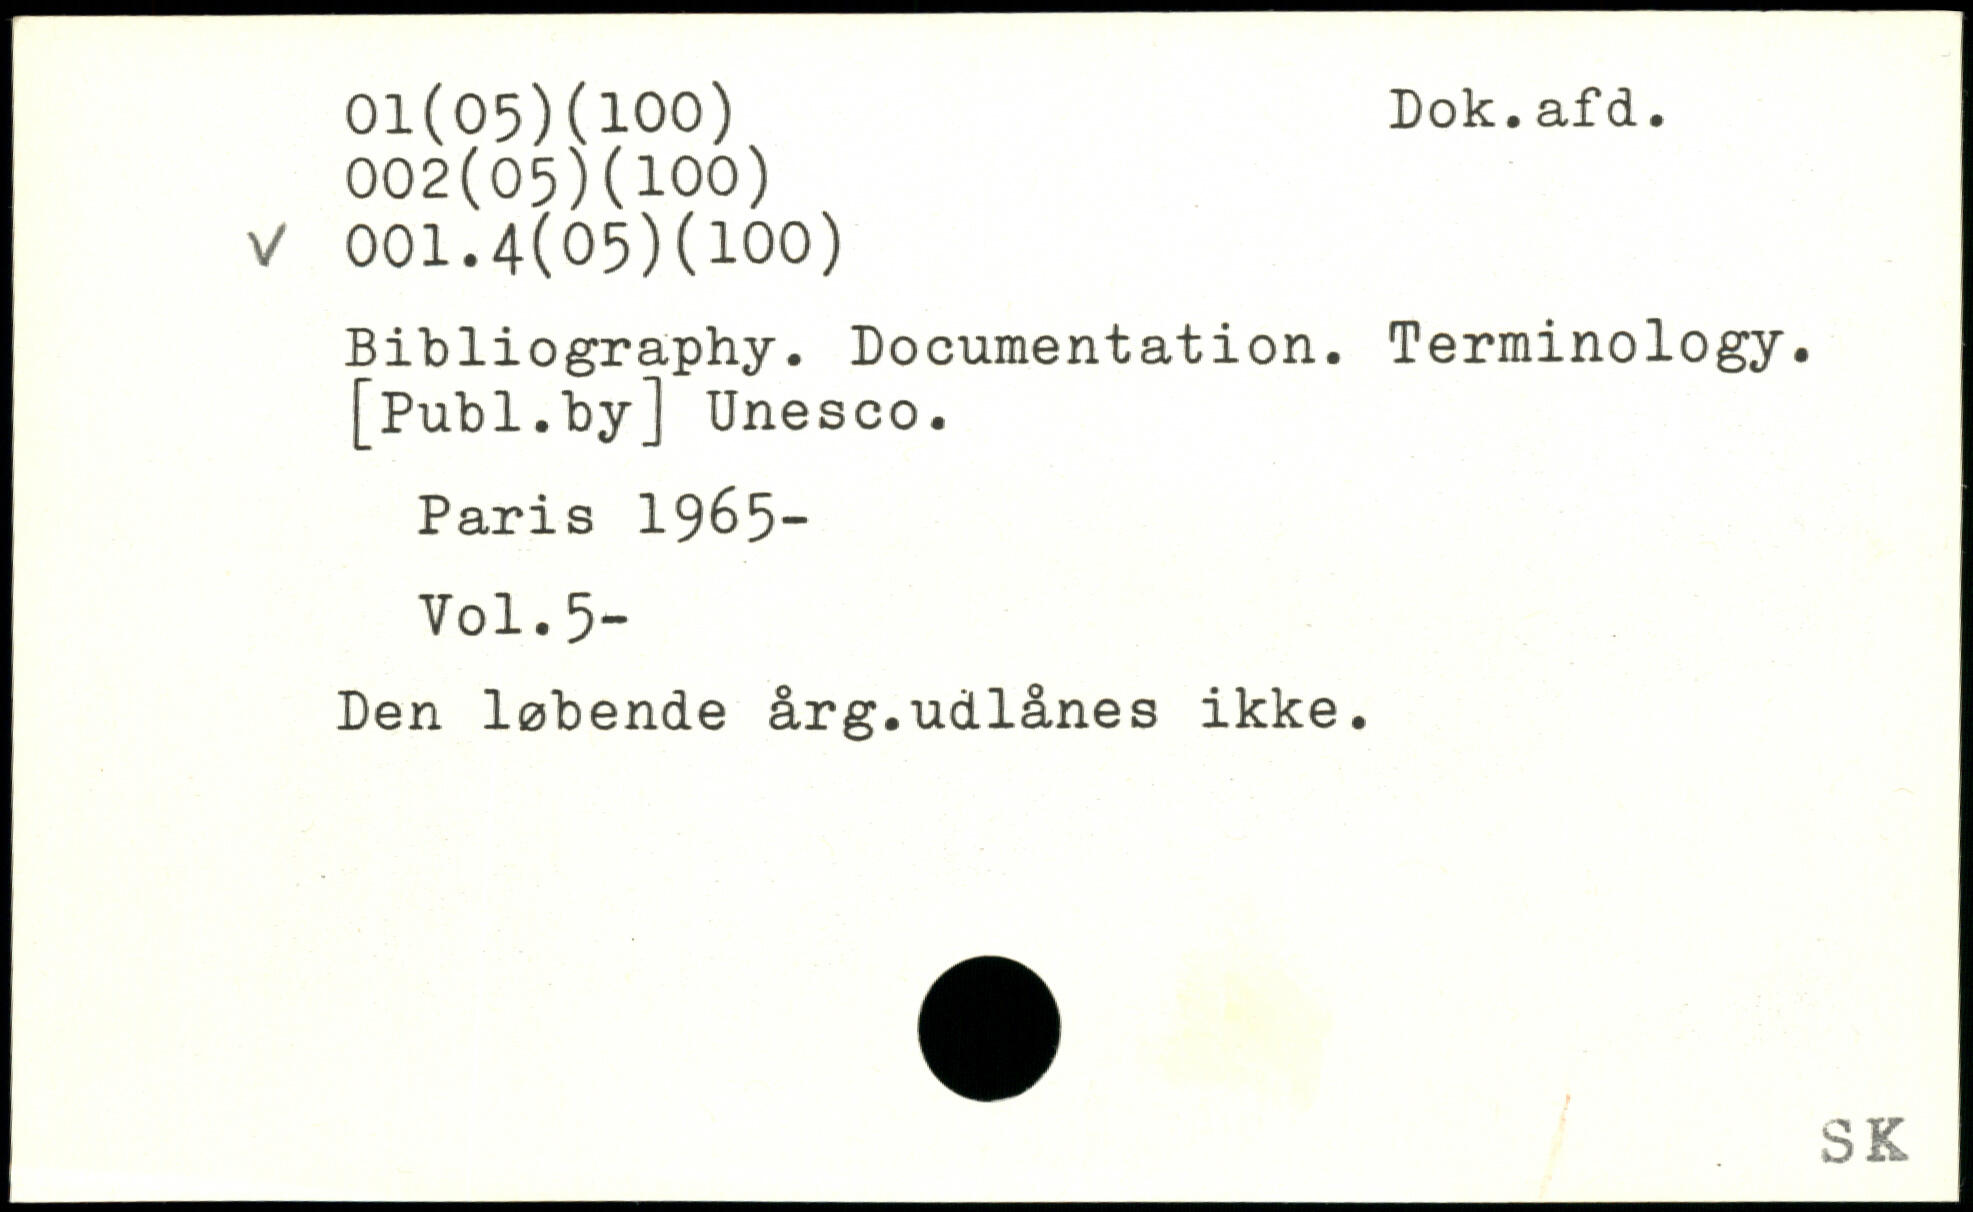 01(05)(100) Dok.afd.
002(05)(100)
V 001.4(05)(100)
Bibliography. Documentation. Terminology.
[Publ.by] Unesco.
Paris 1965-
Vol.5-
Den løbende årg.udlånes ikke.
SK